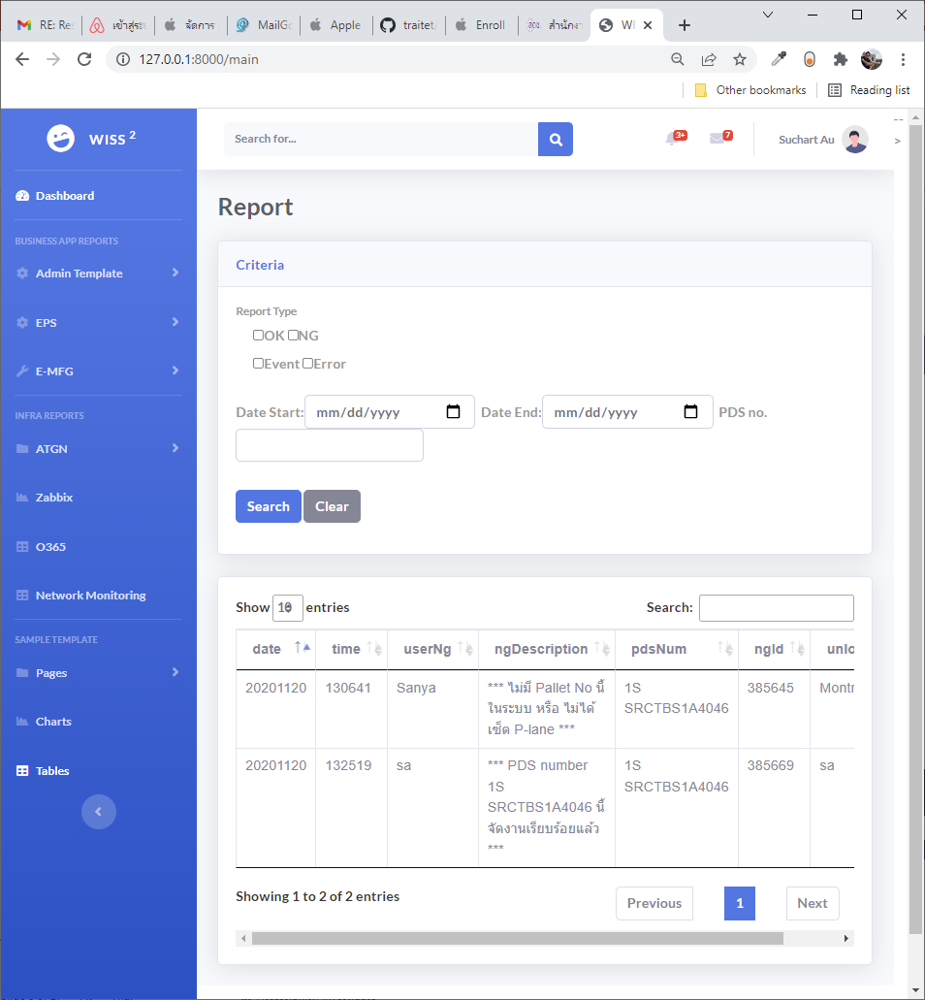 RE: Re
เข้าสู่ระบ
จัดการ
MailGo
Apple
traitet
Enroll
สำนักงา
WI
127.0.0.1:8000/main
Other bookmarks
Reading list
WISS 2
Search for...
3+
7
Suchart Au
-->
Dashboard
BUSINESS APP REPORTS
Admin Template
EPS
E-MFG
INFRA REPORTS
ATGN
Zabbix
O365
Network Monitoring
SAMPLE TEMPLATE
Pages
Charts
Tables
Report
Criteria
Report Type
OK NG
Event Error
Date Start: mm/dd/yyyy Date End: mm/dd/yyyy PDS no.
Search Clear
Show 10 entries Search:
date time userNg ngDescription pdsNum ngId unlo
20201120 130641 Sanya *** ไม่มี Pallet No นี้ 1S 385645 Montr
ในระบบ หรือ ไม่ได้ SRCTBS1A4046
เซ็ต P-lane ***
20201120 132519 sa *** PDS number 1S 385669 sa
1S SRCTBS1A4046
SRCTBS1A4046 นี้
จัดงานเรียบร้อยแล้ว
***
Showing 1 to 2 of 2 entries Previous 1 Next